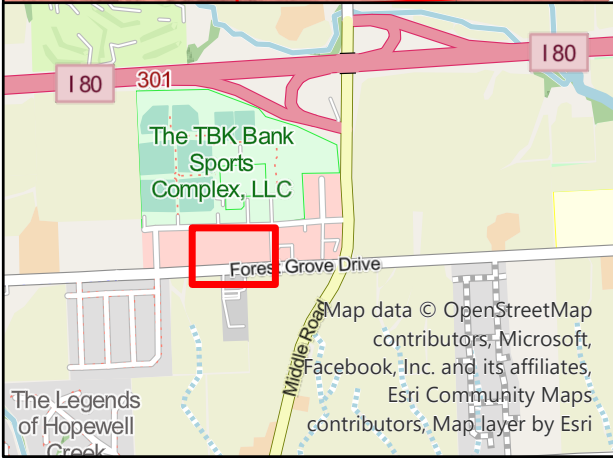 I 80
301
I 80
The TBK Bank
Sports
Complex, LLC
Forest Grove Drive
Middle Road
Map data © OpenStreetMap
contributors, Microsoft,
Facebook, Inc. and its affiliates,
Esri Community Maps
contributors, Map layer by Esri
The Legends
of Hopewell
Creek